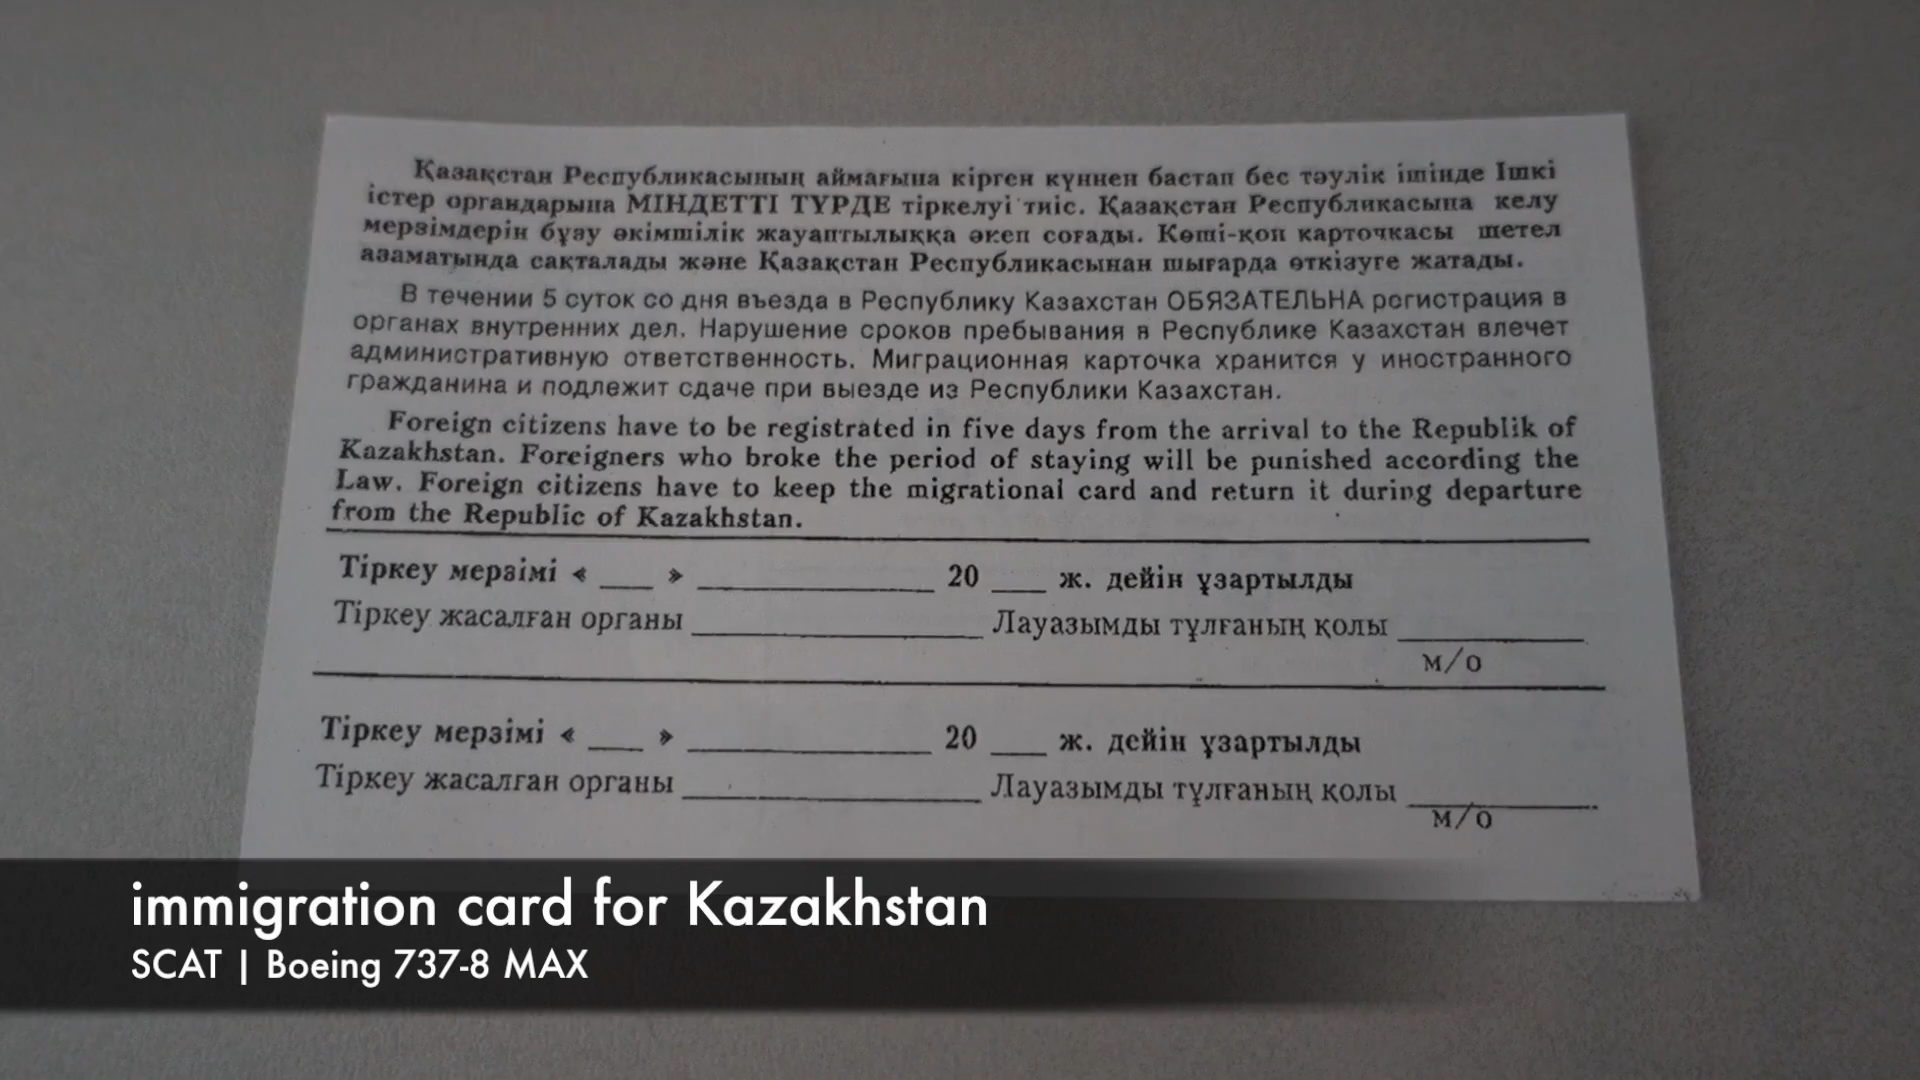 Қазақстан Республикасының аймағына кірген күннен бастап бес тәулік ішінде Ішкі
істер органдарына МІНДЕТТІ ТҮРДЕ тіркелуі тиіс. Қазақстан Республикасына келу
мерзімдерін бұзу әкімшілік жауаптылыққа әкеп соғады. Көші-қон карточкасы шетел
азаматында сақталады және Қазақстан Республикасынан шығарда өткізуге жатады.
В течении 5 суток со дня въезда в Республику Казахстан ОБЯЗАТЕЛЬНА рогистрация в
органах внутренних дел. Нарушение сроков пребывания в Республике Казахстан влечет
административную ответственность. Миграционная карточка хранится у иностранного
гражданина и подлежит сдаче при выезде из Республики Казахстан.
Foreign citizens have to be registrated in five days from the arrival to the Republik of
Kazakhstan. Foreigners who broke the period of staying will be punished according the
Law. Foreign citizens have to keep the migrational card and return it during departure
from the Republic of Kazakhstan.
Тіркеу мерзімі « ___ » ____________ 20 ___ ж. дейін ұзартылды
Тіркеу жасалған органы ______________ Лауазымды тұлғаның қолы _________
м/о
Тіркеу мерзімі « ___ » ____________ 20 ___ ж. дейін ұзартылды
Тіркеу жасалған органы ______________ Лауазымды тұлғаның қолы _________
м/о
immigration card for Kazakhstan
SCAT | Boeing 737-8 MAX